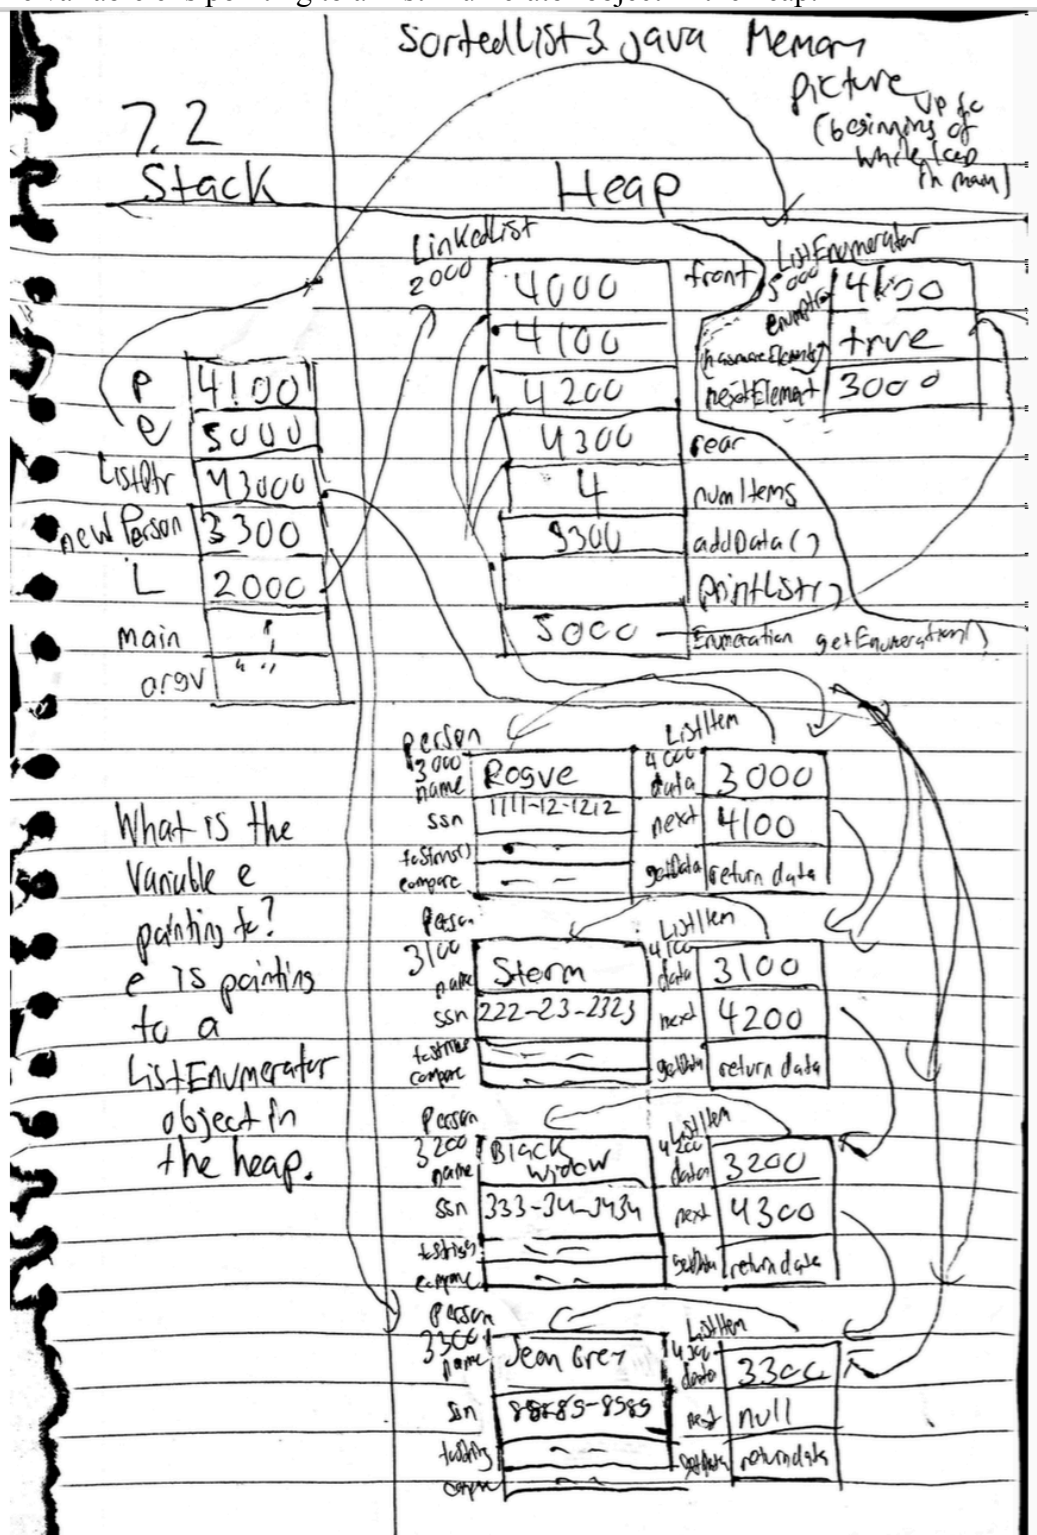 SortedList3.java Memory
picture
(up to
beginning of
while loop
in main)
7.2
Stack
Heap
LinkedList
2000
4000 front
4100
4200
4300 rear
4 numItems
3300 addData()
printList()
5000 Enumeration getEnumeration()
ListEnumerator
5000
4100
(hasmoreElements) true
nextElement 3000
p 4100
e 5000
ListPtr 43000
new Person 3300
L 2000
main
argv
What is the
Variable e
pointing to?
e is pointing
to a
ListEnumerator
object in
the heap.
Person
3000
name Rogue
ssn 1111-12-1212
toString()
compare
ListItem
4000
data 3000
next 4100
getData return data
Person
3100
name Storm
ssn 222-23-2323
compare
ListItem
4100
data 3100
next 4200
getData return data
Person
3200
name Black
Widow
ssn 333-34-3434
toString
compare
ListItem
4200
data 3200
next 4300
getData return data
Person
3300
name Jean Grey
ssn
toString
ListItem
4300
data 3300
next null
getData return data